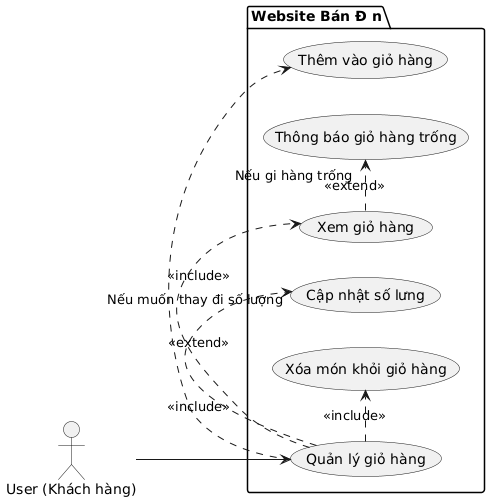 Website Bán Đ n
Thêm vào giỏ hàng
Thông báo giỏ hàng trống
Nếu gi hàng trống
«extend»
Xem giỏ hàng
«include»
Nếu muốn thay đi số lượng
Cập nhật số lưng
«extend»
Xóa món khỏi giỏ hàng
«include»
«include»
Quản lý giỏ hàng
User (Khách hàng)